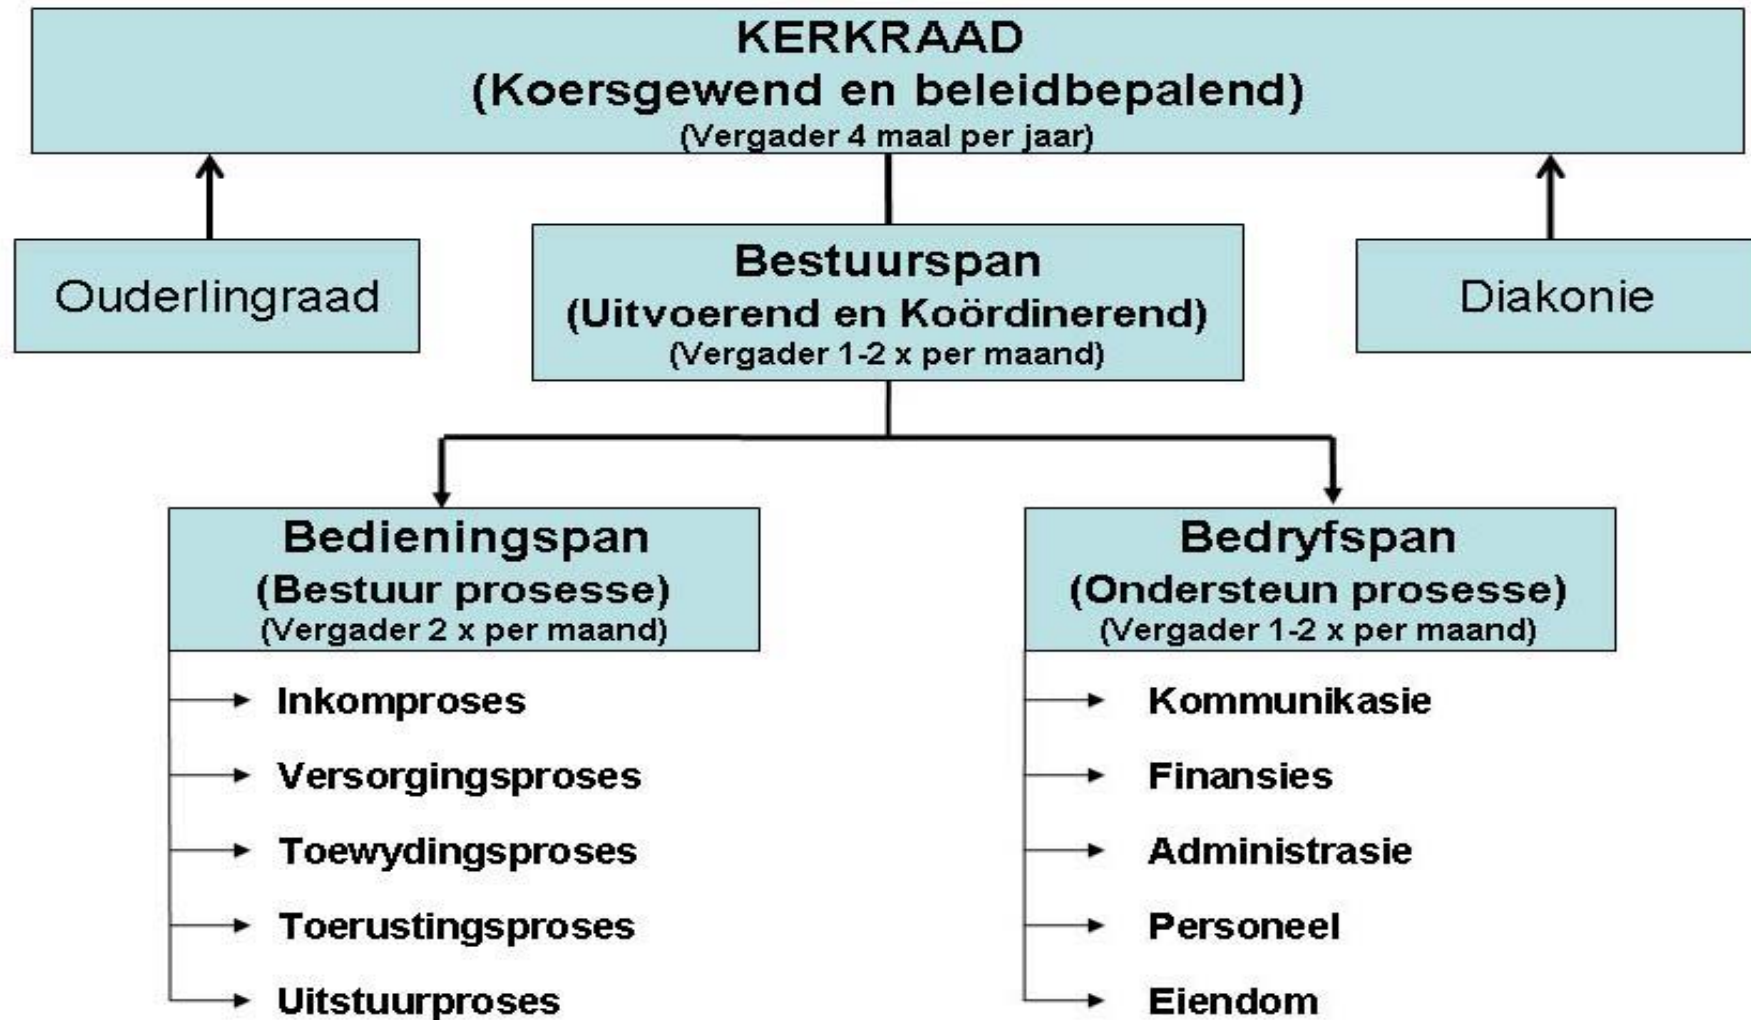 KERKRAAD
(Koersgewend en beleidbepalend)
(Vergader 4 maal per jaar)
Ouderlingraad
Bestuurspan
(Uitvoerend en Koördinerend)
(Vergader 1-2 x per maand)
Diakonie
Bedieningspan
(Bestuur prosesse)
(Vergader 2 x per maand)
Inkomproses
Versorgingsproses
Toewydingsproses
Toerustingsproses
Uitstuurproses
Bedryfspan
(Ondersteun prosesse)
(Vergader 1-2 x per maand)
Kommunikasie
Finansies
Administrasie
Personeel
Eiendom